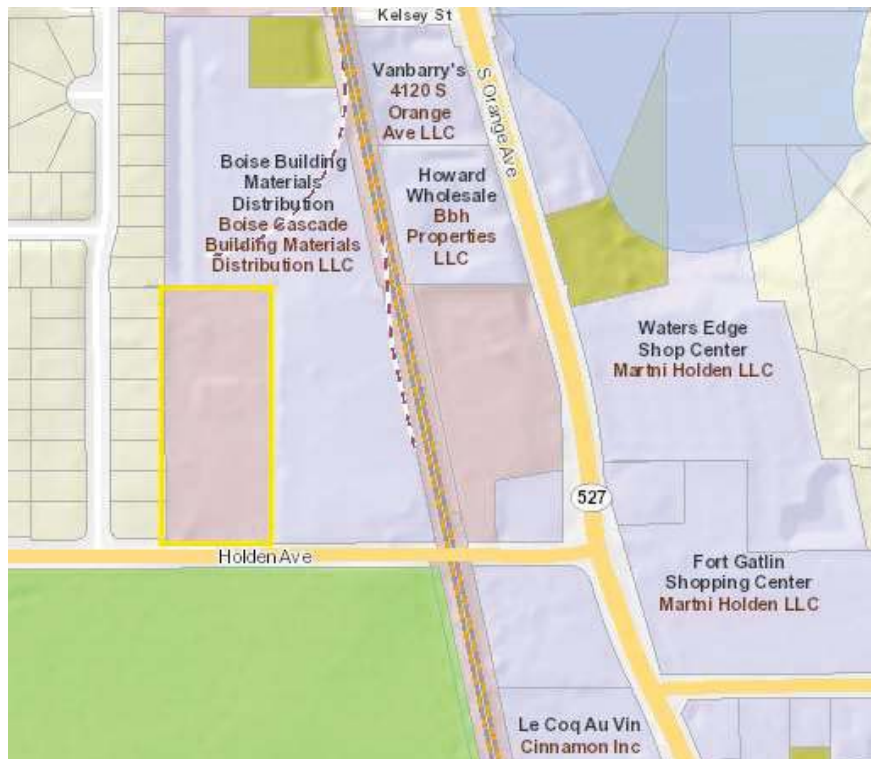 Kelsey St
Vanbarry's
4120 S
Orange
Ave LLC
S Orange Ave
Boise Building
Materials
Distribution
Boise Cascade
Building Materials
Distribution LLC
Howard
Wholesale
Bbh
Properties
LLC
Waters Edge
Shop Center
Martni Holden LLC
527
Holden Ave
Fort Gatlin
Shopping Center
Martni Holden LLC
Le Coq Au Vin
Cinnamon Inc